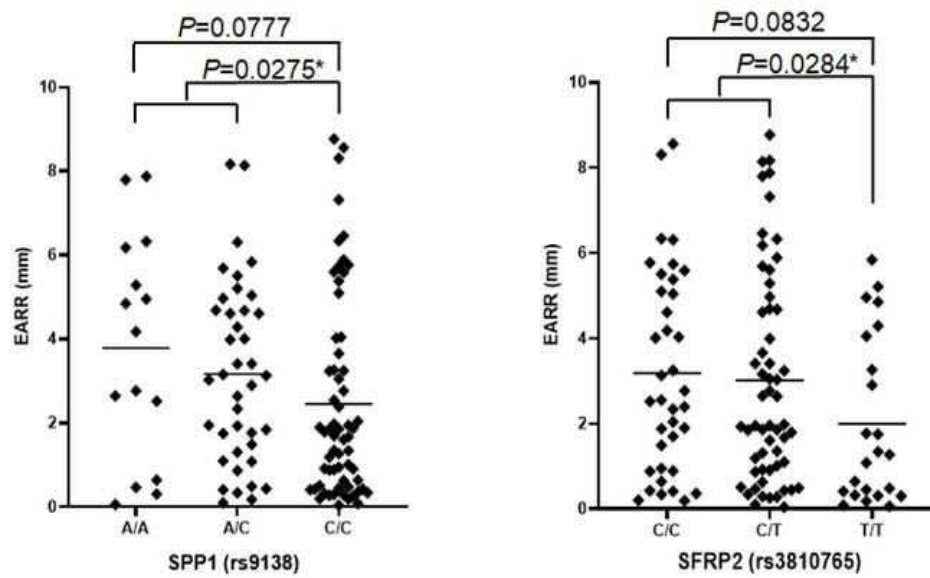 P=0.0777
P=0.0275*
10
8
6
4
2
0
EARR (mm)
A/A A/C C/C
SPP1 (rs9138)
P=0.0832
P=0.0284*
10
8
6
4
2
0
EARR (mm)
C/C C/T T/T
SFRP2 (rs3810765)